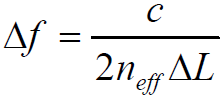 Δf = c / 2n_eff ΔL